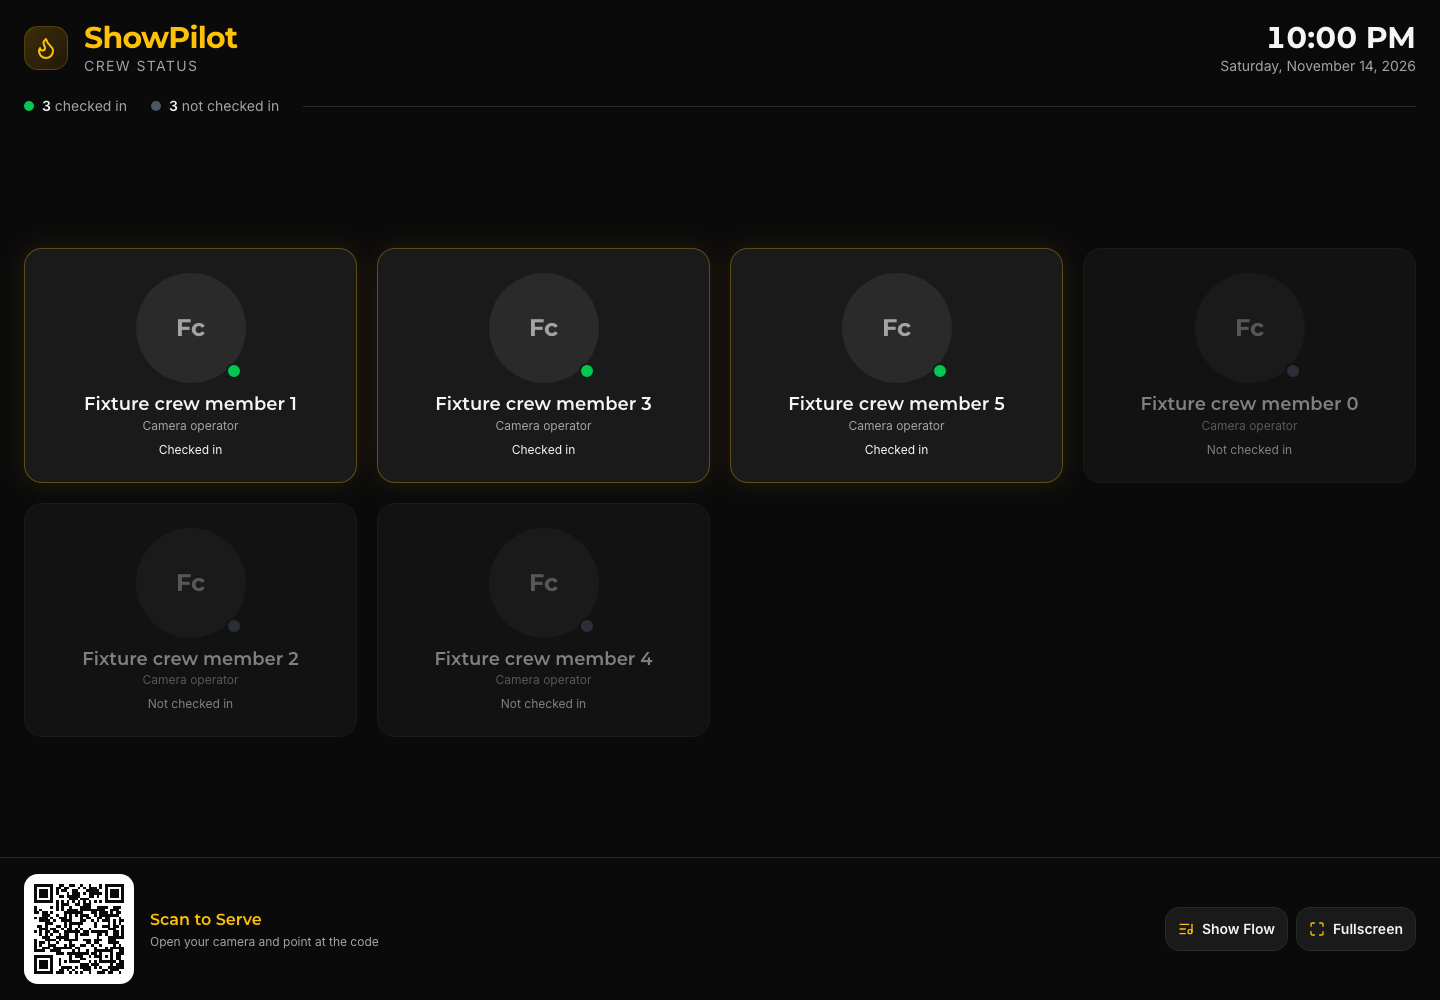 ShowPilot
CREW STATUS
10:00 PM
Saturday, November 14, 2026
3 checked in
3 not checked in
Fc
Fixture crew member 1
Camera operator
Checked in
Fc
Fixture crew member 3
Camera operator
Checked in
Fc
Fixture crew member 5
Camera operator
Checked in
Fc
Fixture crew member 0
Camera operator
Not checked in
Fc
Fixture crew member 2
Camera operator
Not checked in
Fc
Fixture crew member 4
Camera operator
Not checked in
Scan to Serve
Open your camera and point at the code
Show Flow
Fullscreen